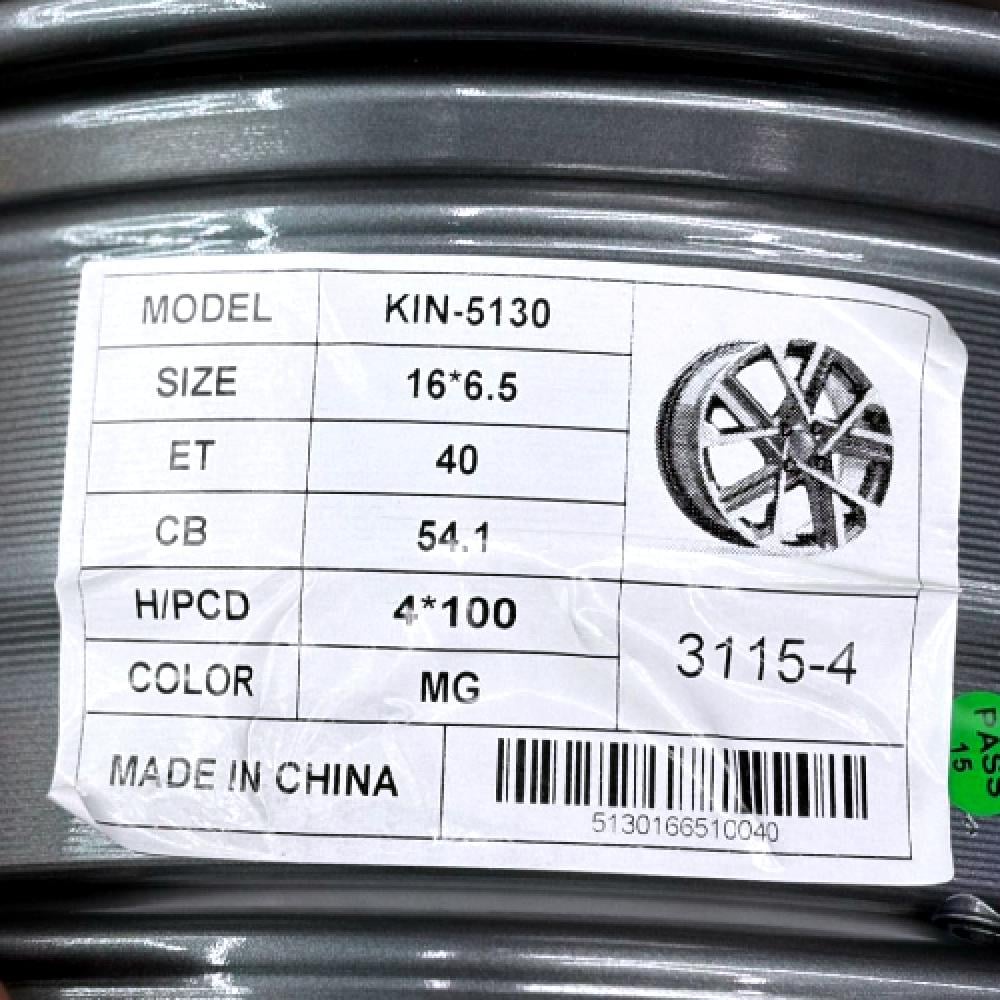 MODEL KIN-5130
SIZE 16*6.5
ET 40
CB 54.1
H/PCD 4*100
COLOR MG
3115-4
MADE IN CHINA
5130166510040
PASS
15